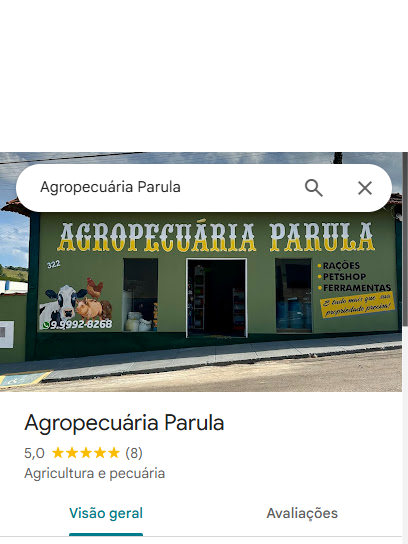 Agropecuária Parula
AGROPECUÁRIA PARULA
322
RAÇÕES
PETSHOP
FERRAMENTAS
E tudo mais que sua
propriedade precisa!
9.9992-8268
Agropecuária Parula
5,0 ★★★★★ (8)
Agricultura e pecuária
Visão geral
Avaliações